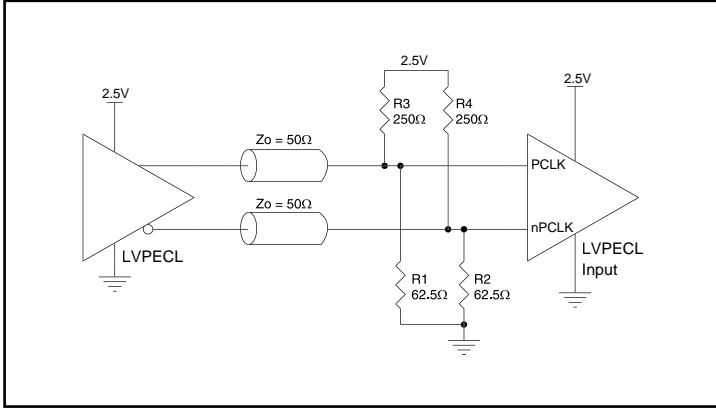 2.5V
2.5V
2.5V
R3
250Ω
R4
250Ω
Zo = 50Ω
PCLK
Zo = 50Ω
nPCLK
LVPECL
LVPECL
Input
R1
62.5Ω
R2
62.5Ω